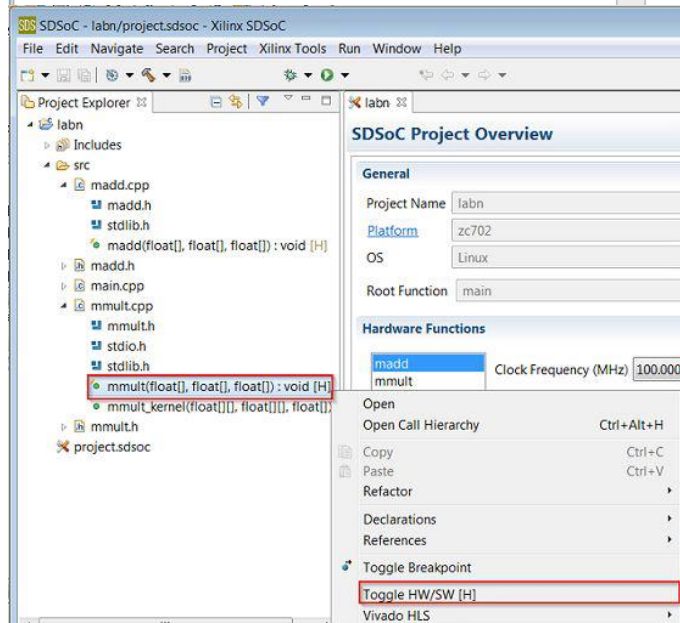 SDS SDSoC - labn/project.sdsoc - Xilinx SDSoC
File Edit Navigate Search Project Xilinx Tools Run Window Help
Project Explorer
labn
Includes
src
madd.cpp
madd.h
stdlib.h
madd(float[], float[], float[]) : void [H]
madd.h
main.cpp
mmult.cpp
mmult.h
stdio.h
stdlib.h
mmult(float[], float[], float[]) : void [H]
mmult_kernel(float[][], float[][], float[])
mmult.h
project.sdsoc
labn
SDSoC Project Overview
General
Project Name labn
Platform zc702
OS Linux
Root Function main
Hardware Functions
madd
mmult
Clock Frequency (MHz) 100.000
Open
Open Call Hierarchy Ctrl+Alt+H
Copy Ctrl+C
Paste Ctrl+V
Refactor
Declarations
References
Toggle Breakpoint
Toggle HW/SW [H]
Vivado HLS